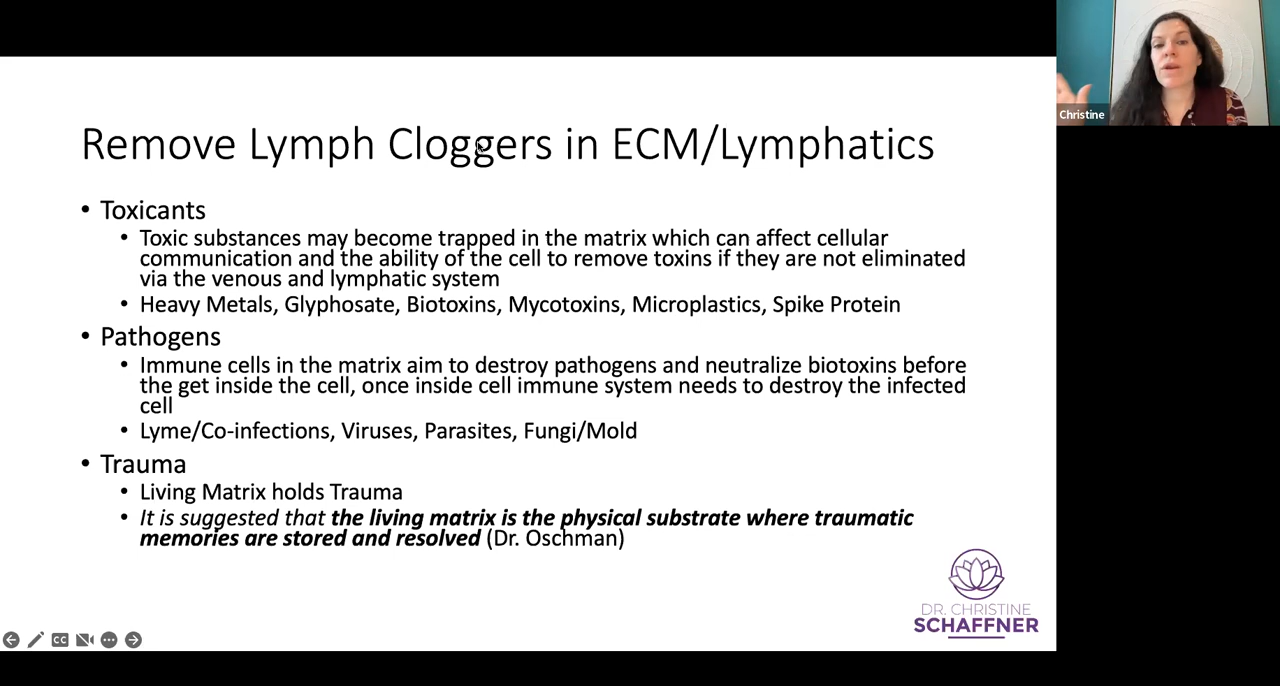 Remove Lymph Cloggers in ECM/Lymphatics
• Toxicants
• Toxic substances may become trapped in the matrix which can affect cellular
communication and the ability of the cell to remove toxins if they are not eliminated
via the venous and lymphatic system
• Heavy Metals, Glyphosate, Biotoxins, Mycotoxins, Microplastics, Spike Protein
• Pathogens
• Immune cells in the matrix aim to destroy pathogens and neutralize biotoxins before
the get inside the cell, once inside cell immune system needs to destroy the infected
cell
• Lyme/Co-infections, Viruses, Parasites, Fungi/Mold
• Trauma
• Living Matrix holds Trauma
• It is suggested that the living matrix is the physical substrate where traumatic
memories are stored and resolved (Dr. Oschman)
DR. CHRISTINE
SCHAFFNER
CC
Christine